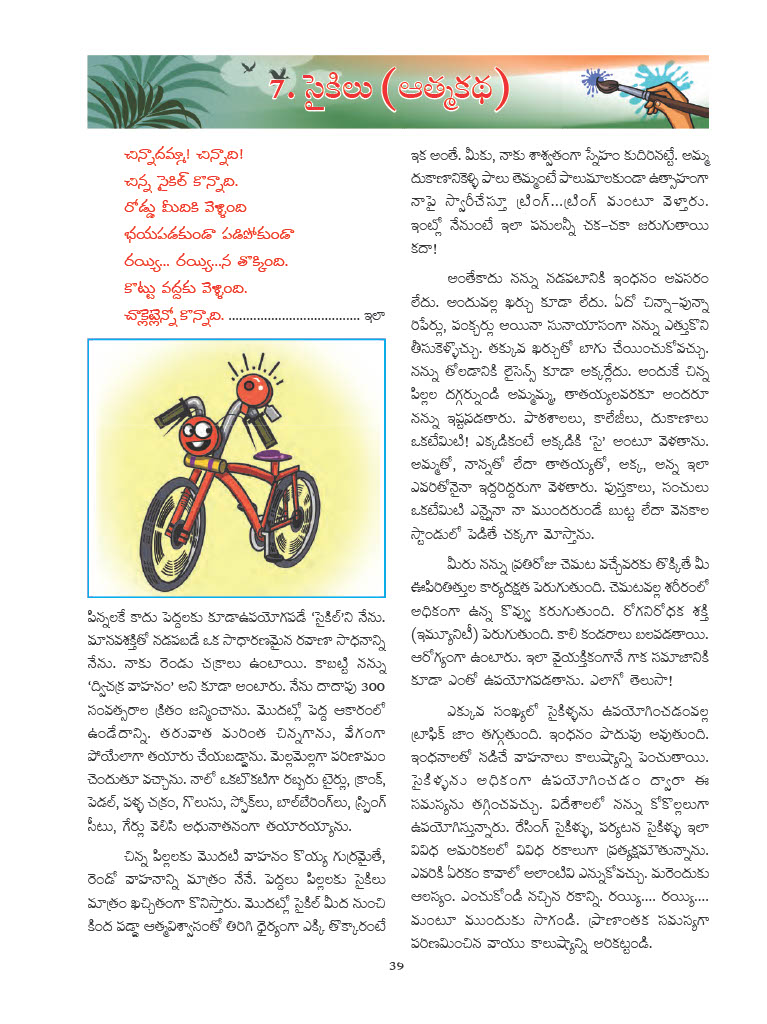 7. సైకిలు (ఆత్మకథ)
చిన్నాదమ్మా! చిన్నాది!
చిన్న సైకిల్ కొన్నాది.
రోడ్డు మీదికి వెళ్ళింది
భయపడకుండా పడిపోకుండా
రయ్యి... రయ్యి...న తొక్కింది.
కొట్టు వద్దకు వెళ్ళింది.
చాక్లెట్లెన్నో కొన్నాది. ..................................... ఇలా
పిన్నలకే కాదు పెద్దలకు కూడాఉపయోగపడే ‘సైకిల్’ని నేను.
మానవశక్తితో నడపబడే ఒక సాధారణమైన రవాణా సాధనాన్ని
నేను. నాకు రెండు చక్రాలు ఉంటాయి. కాబట్టి నన్ను
‘ద్విచక్ర వాహనం’ అని కూడా అంటారు. నేను దాదాపు 300
సంవత్సరాల క్రితం జన్మించాను. మొదట్లో పెద్ద ఆకారంలో
ఉండేదాన్ని. తరువాత మరింత చిన్నగాను, వేగంగా
పోయేలాగా తయారు చేయబడ్డాను. మెల్లమెల్లగా పరిణామం
చెందుతూ వచ్చాను. నాలో ఒకటొకటిగా రబ్బరు టైర్లు, క్రాంక్,
పెడల్, పళ్ళ చక్రం, గొలుసు, స్పోక్‌లు, బాల్‌బేరింగ్‌లు, స్ప్రింగ్
సీటు, గేర్లు వెలిసి అధునాతనంగా తయారయ్యాను.
చిన్న పిల్లలకు మొదటి వాహనం కొయ్య గుర్రమైతే,
రెండో వాహనాన్ని మాత్రం నేనే. పెద్దలు పిల్లలకు సైకిలు
మాత్రం ఖచ్చితంగా కొనిస్తారు. మొదట్లో సైకిల్ మీద నుంచి
కింద పడ్డా ఆత్మవిశ్వాసంతో తిరిగి ధైర్యంగా ఎక్కి తొక్కారంటే
ఇక అంతే. మీకు, నాకు శాశ్వతంగా స్నేహం కుదిరినట్టే. అమ్మ
దుకాణానికెళ్ళి పాలు తెమ్మంటే పాలుమాలకుండా ఉత్సాహంగా
నాపై స్వారీచేస్తూ ట్రింగ్...ట్రింగ్ మంటూ వెళ్తారు.
ఇంట్లో నేనుంటే ఇలా పనులన్నీ చక-చకా జరుగుతాయి
కదా!
అంతేకాదు నన్ను నడపటానికి ఇంధనం అవసరం
లేదు. అందువల్ల ఖర్చు కూడా లేదు. ఏదో చిన్నా-పున్నా
రిపేర్లు, పంక్చర్లు అయినా సునాయాసంగా నన్ను ఎత్తుకొని
తీసుకెళ్ళొచ్చు. తక్కువ ఖర్చుతో బాగు చేయించుకోవచ్చు.
నన్ను తోలడానికి లైసెన్స్ కూడా అక్కర్లేదు. అందుకే చిన్న
పిల్లల దగ్గర్నుండి అమ్మమ్మ, తాతయ్యలవరకూ అందరూ
నన్ను ఇష్టపడతారు. పాఠశాలలు, కాలేజీలు, దుకాణాలు
ఒకటేమిటి! ఎక్కడికంటే అక్కడికి ‘సై’ అంటూ వెళతాను.
అమ్మతో, నాన్నతో లేదా తాతయ్యతో, అక్క, అన్న ఇలా
ఎవరితోనైనా ఇద్దరిద్దరుగా వెళతారు. పుస్తకాలు, సంచులు
ఒకటేమిటి ఎన్నైనా నా ముందరుండే బుట్ట లేదా వెనకాల
స్టాండులో పెడితే చక్కగా మోస్తాను.
మీరు నన్ను ప్రతిరోజు చెమట వచ్చేవరకు తొక్కితే మీ
ఊపిరితిత్తుల కార్యదక్షత పెరుగుతుంది. చెమటవల్ల శరీరంలో
అధికంగా ఉన్న కొవ్వు కరుగుతుంది. రోగనిరోధక శక్తి
(ఇమ్యూనిటీ) పెరుగుతుంది. కాలి కండరాలు బలపడతాయి.
ఆరోగ్యంగా ఉంటారు. ఇలా వైయక్తికంగానే గాక సమాజానికి
కూడా ఎంతో ఉపయోగపడతాను. ఎలాగో తెలుసా!
ఎక్కువ సంఖ్యలో సైకిళ్ళను ఉపయోగించడంవల్ల
ట్రాఫిక్ జాం తగ్గుతుంది. ఇంధనం పొదుపు అవుతుంది.
ఇంధనాలతో నడిచే వాహనాలు కాలుష్యాన్ని పెంచుతాయి.
సైకిళ్ళను అధికంగా ఉపయోగించడం ద్వారా ఈ
సమస్యను తగ్గించవచ్చు. విదేశాలలో నన్ను కోకొల్లలుగా
ఉపయోగిస్తున్నారు. రేసింగ్ సైకిళ్ళు, పర్యటన సైకిళ్ళు ఇలా
వివిధ అమరికలలో వివిధ రకాలుగా ప్రత్యక్షమౌతున్నాను.
ఎవరికి ఏరకం కావాలో అలాంటివి ఎన్నుకోవచ్చు. మరెందుకు
ఆలస్యం. ఎంచుకోండి నచ్చిన రకాన్ని. రయ్యి.... రయ్యి....
మంటూ ముందుకు సాగండి. ప్రాణాంతక సమస్యగా
పరిణమించిన వాయు కాలుష్యాన్ని అరికట్టండి.
39